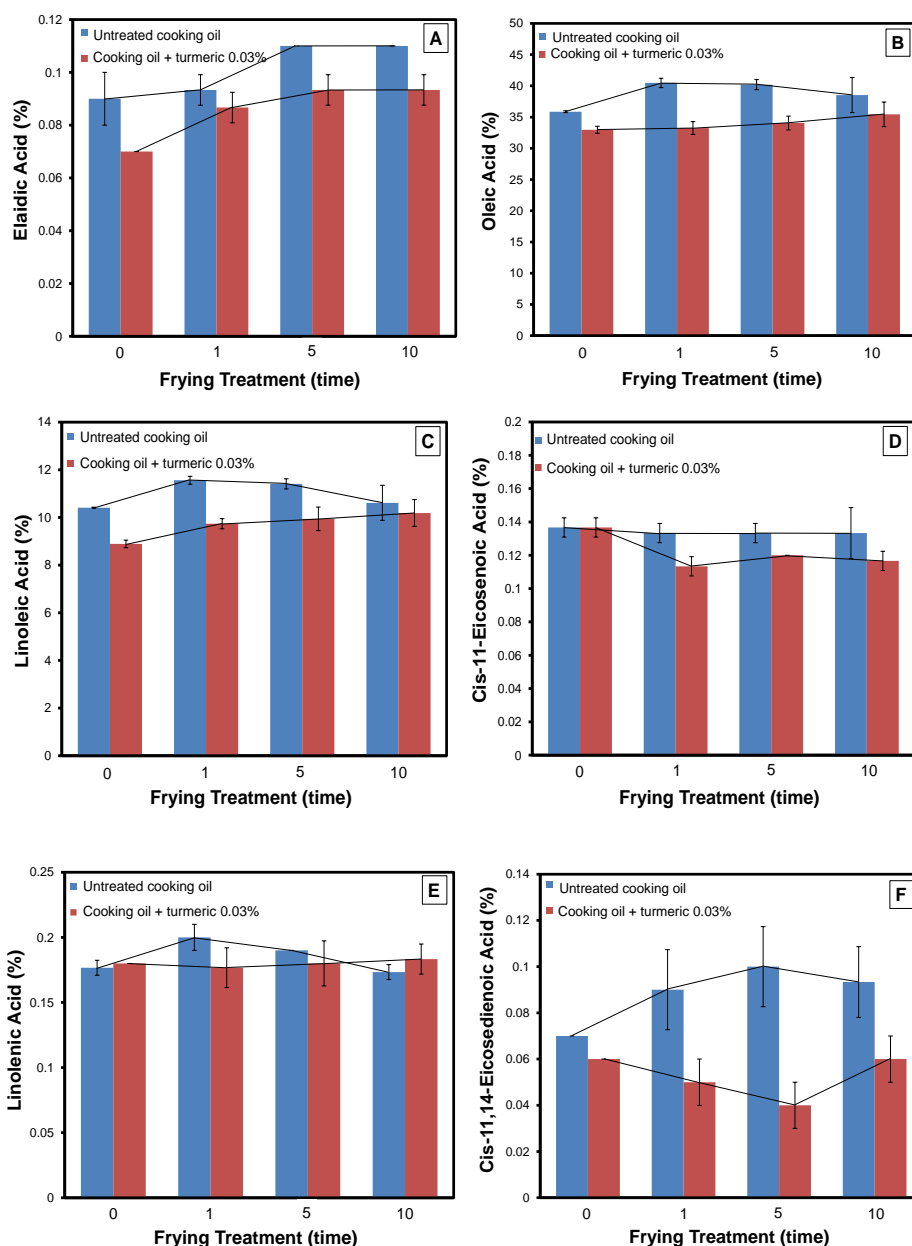 Elaidic Acid (%)
0.12
0.1
0.08
0.06
0.04
0.02
0
Untreated cooking oil
Cooking oil + turmeric 0.03%
A
0 1 5 10
Frying Treatment (time)
Oleic Acid (%)
50
45
40
35
30
25
20
15
10
5
0
Untreated cooking oil
Cooking oil + turmeric 0.03%
B
0 1 5 10
Frying Treatment (time)
Linoleic Acid (%)
14
12
10
8
6
4
2
0
Untreated cooking oil
Cooking oil + turmeric 0.03%
C
0 1 5 10
Frying Treatment (time)
Cis-11-Eicosenoic Acid (%)
0.2
0.18
0.16
0.14
0.12
0.1
0.08
0.06
0.04
0.02
0
Untreated cooking oil
Cooking oil + turmeric 0.03%
D
0 1 5 10
Frying Treatment (time)
Linolenic Acid (%)
0.25
0.2
0.15
0.1
0.05
0
Untreated cooking oil
Cooking oil + turmeric 0.03%
E
0 1 5 10
Frying Treatment (time)
Cis-11,14-Eicosedienoic Acid (%)
0.14
0.12
0.1
0.08
0.06
0.04
0.02
0
Untreated cooking oil
Cooking oil + turmeric 0.03%
F
0 1 5 10
Frying Treatment (time)